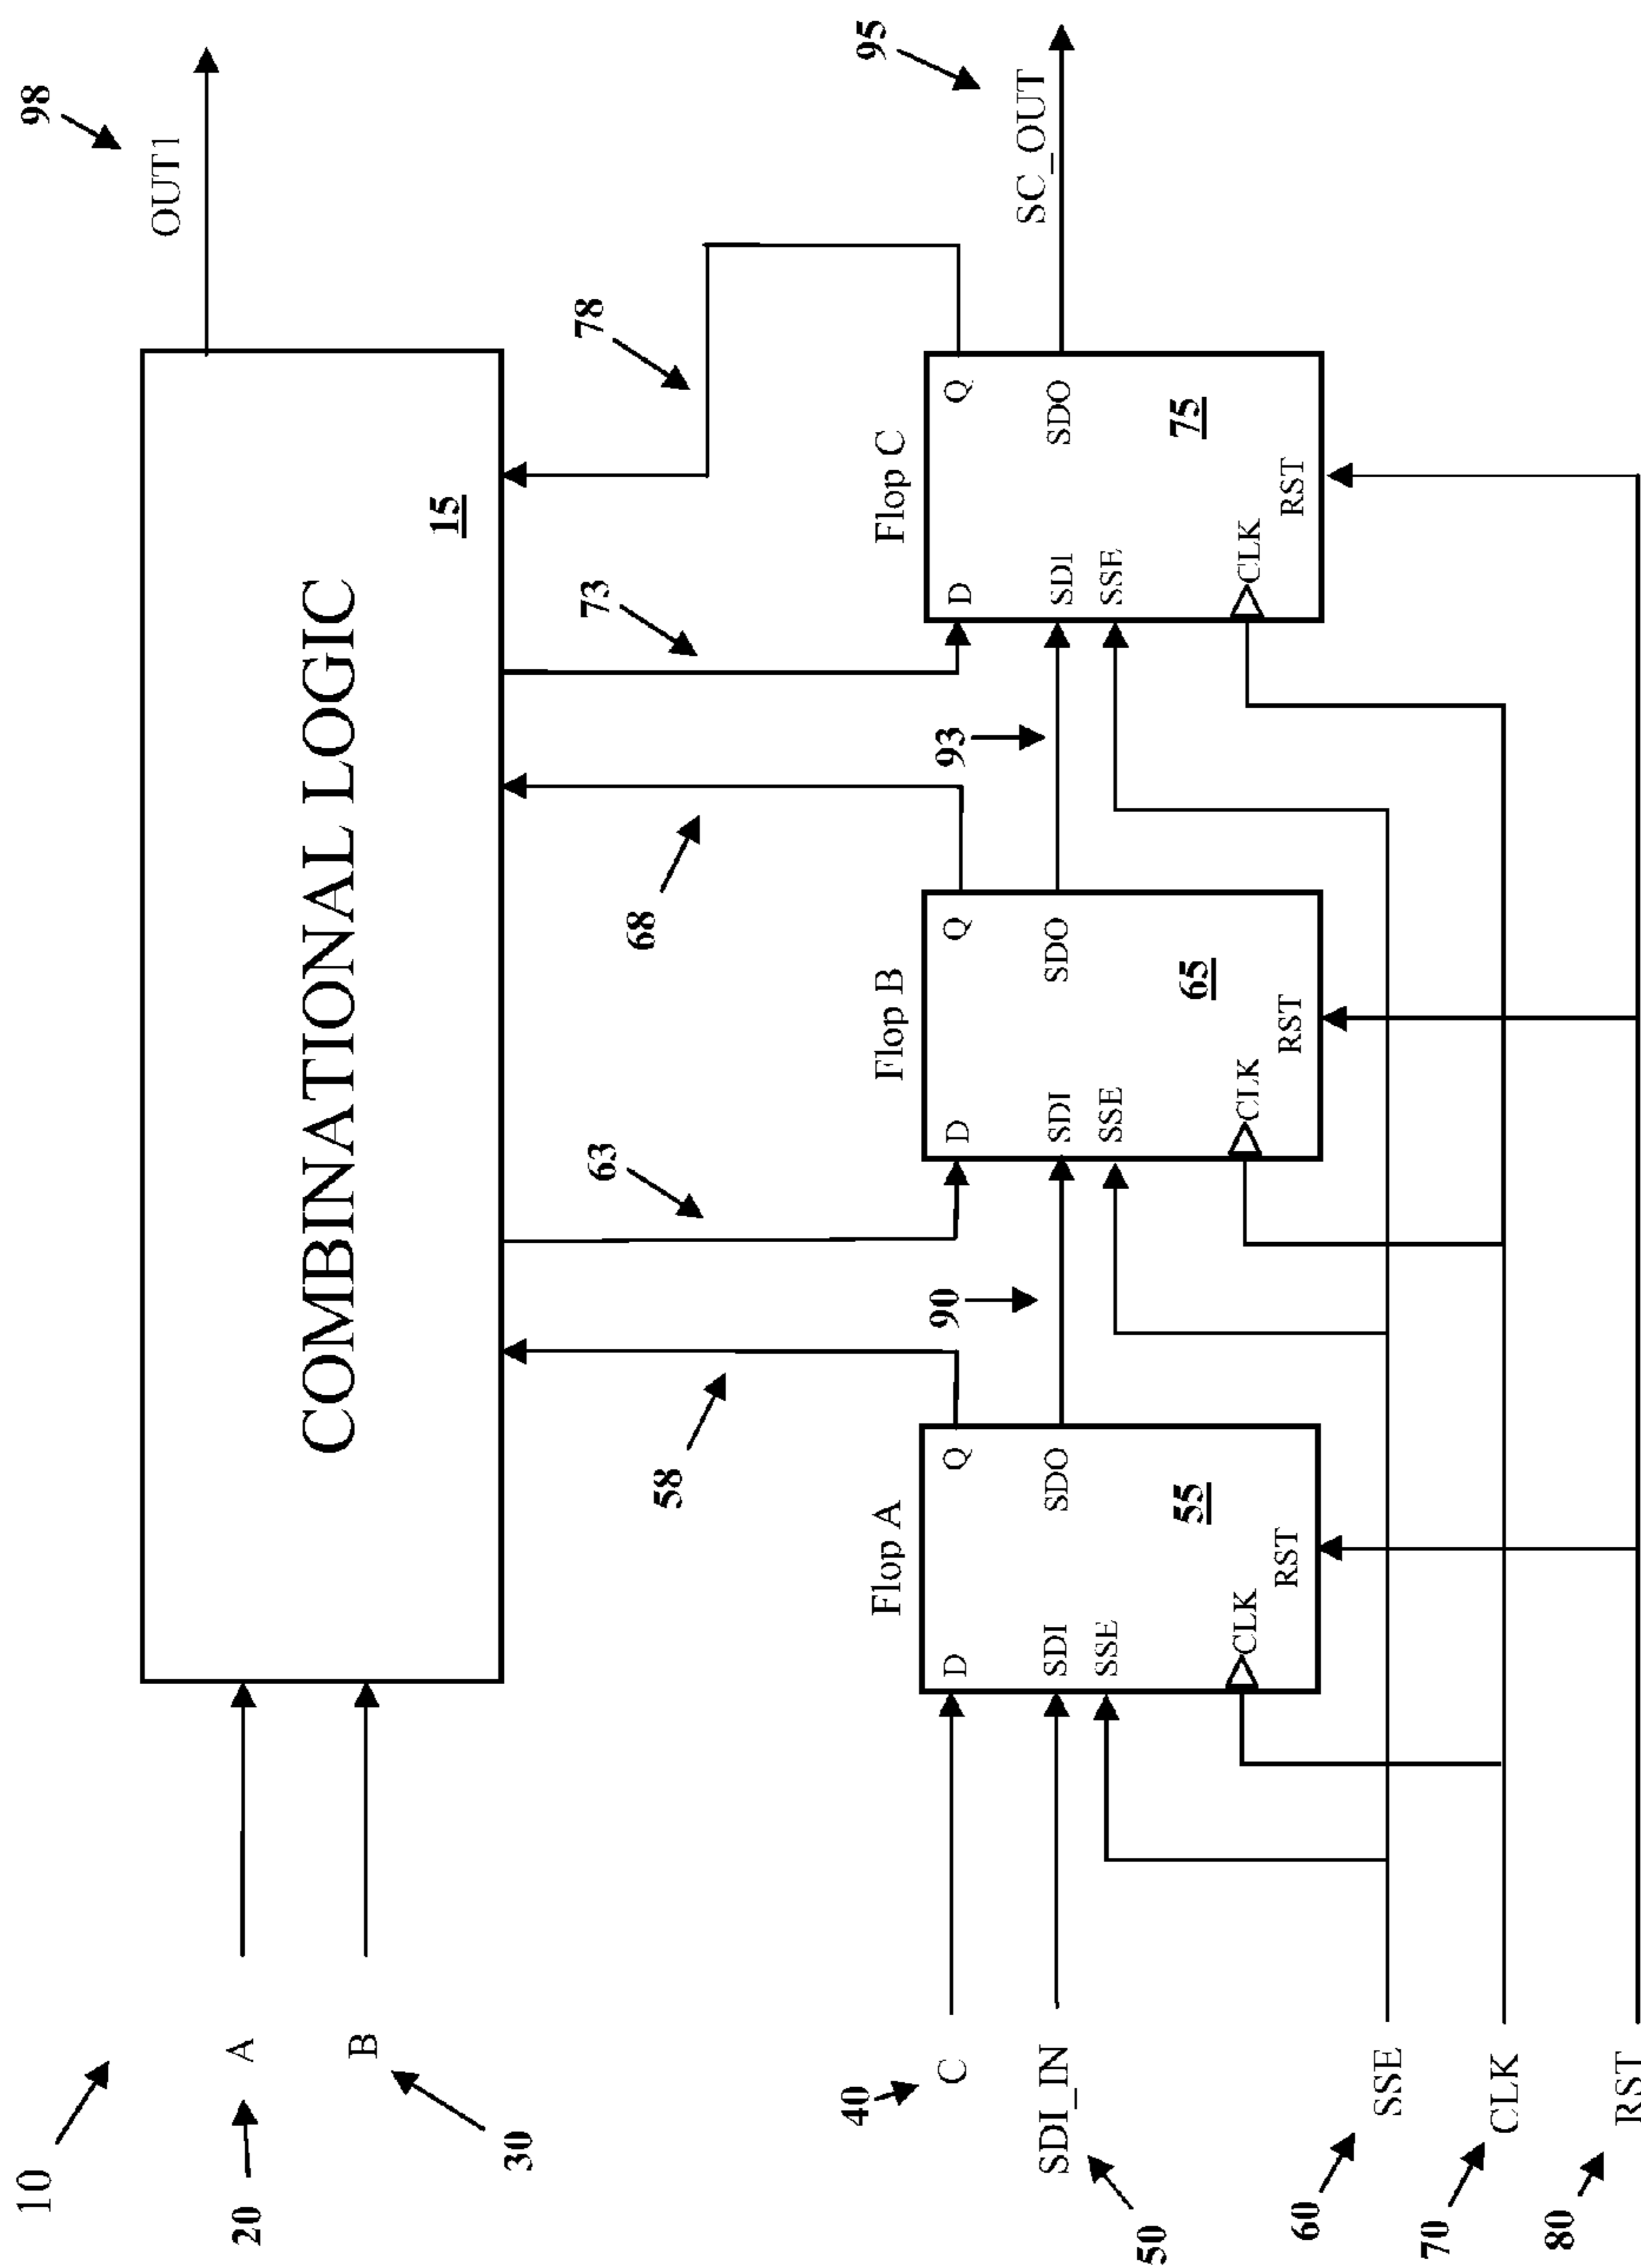 10
98
OUT1
20
A
COMBINATIONAL LOGIC
B
15
30
58
63
68
73
78
90
93
95
40
C
Flop A
Flop B
Flop C
D
Q
D
Q
D
Q
SDI_IN
SDI
SDO
SDI
SDO
SDI
SDO
SC_OUT
50
SSE
SSE
SSE
55
65
75
CLK
CLK
CLK
RST
RST
RST
60
SSE
70
CLK
80
RST